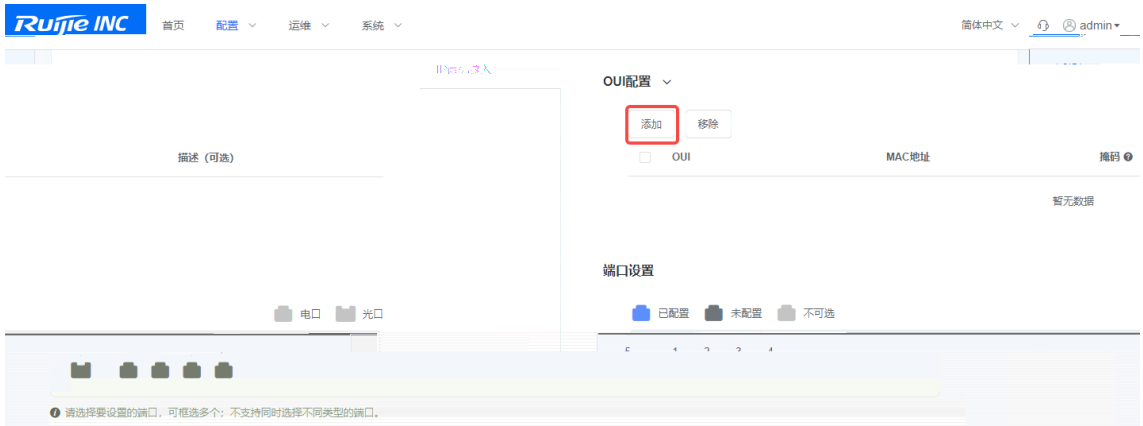 Ruijie INC 首页 配置 运维 系统 简体中文 admin
OUI配置
添加 移除
描述（可选） OUI MAC地址 掩码
暂无数据
端口设置
电口 光口 已配置 未配置 不可选
5 1 2 3 4
请选择要设置的端口，可框选多个；不支持同时选择不同类型的端口。